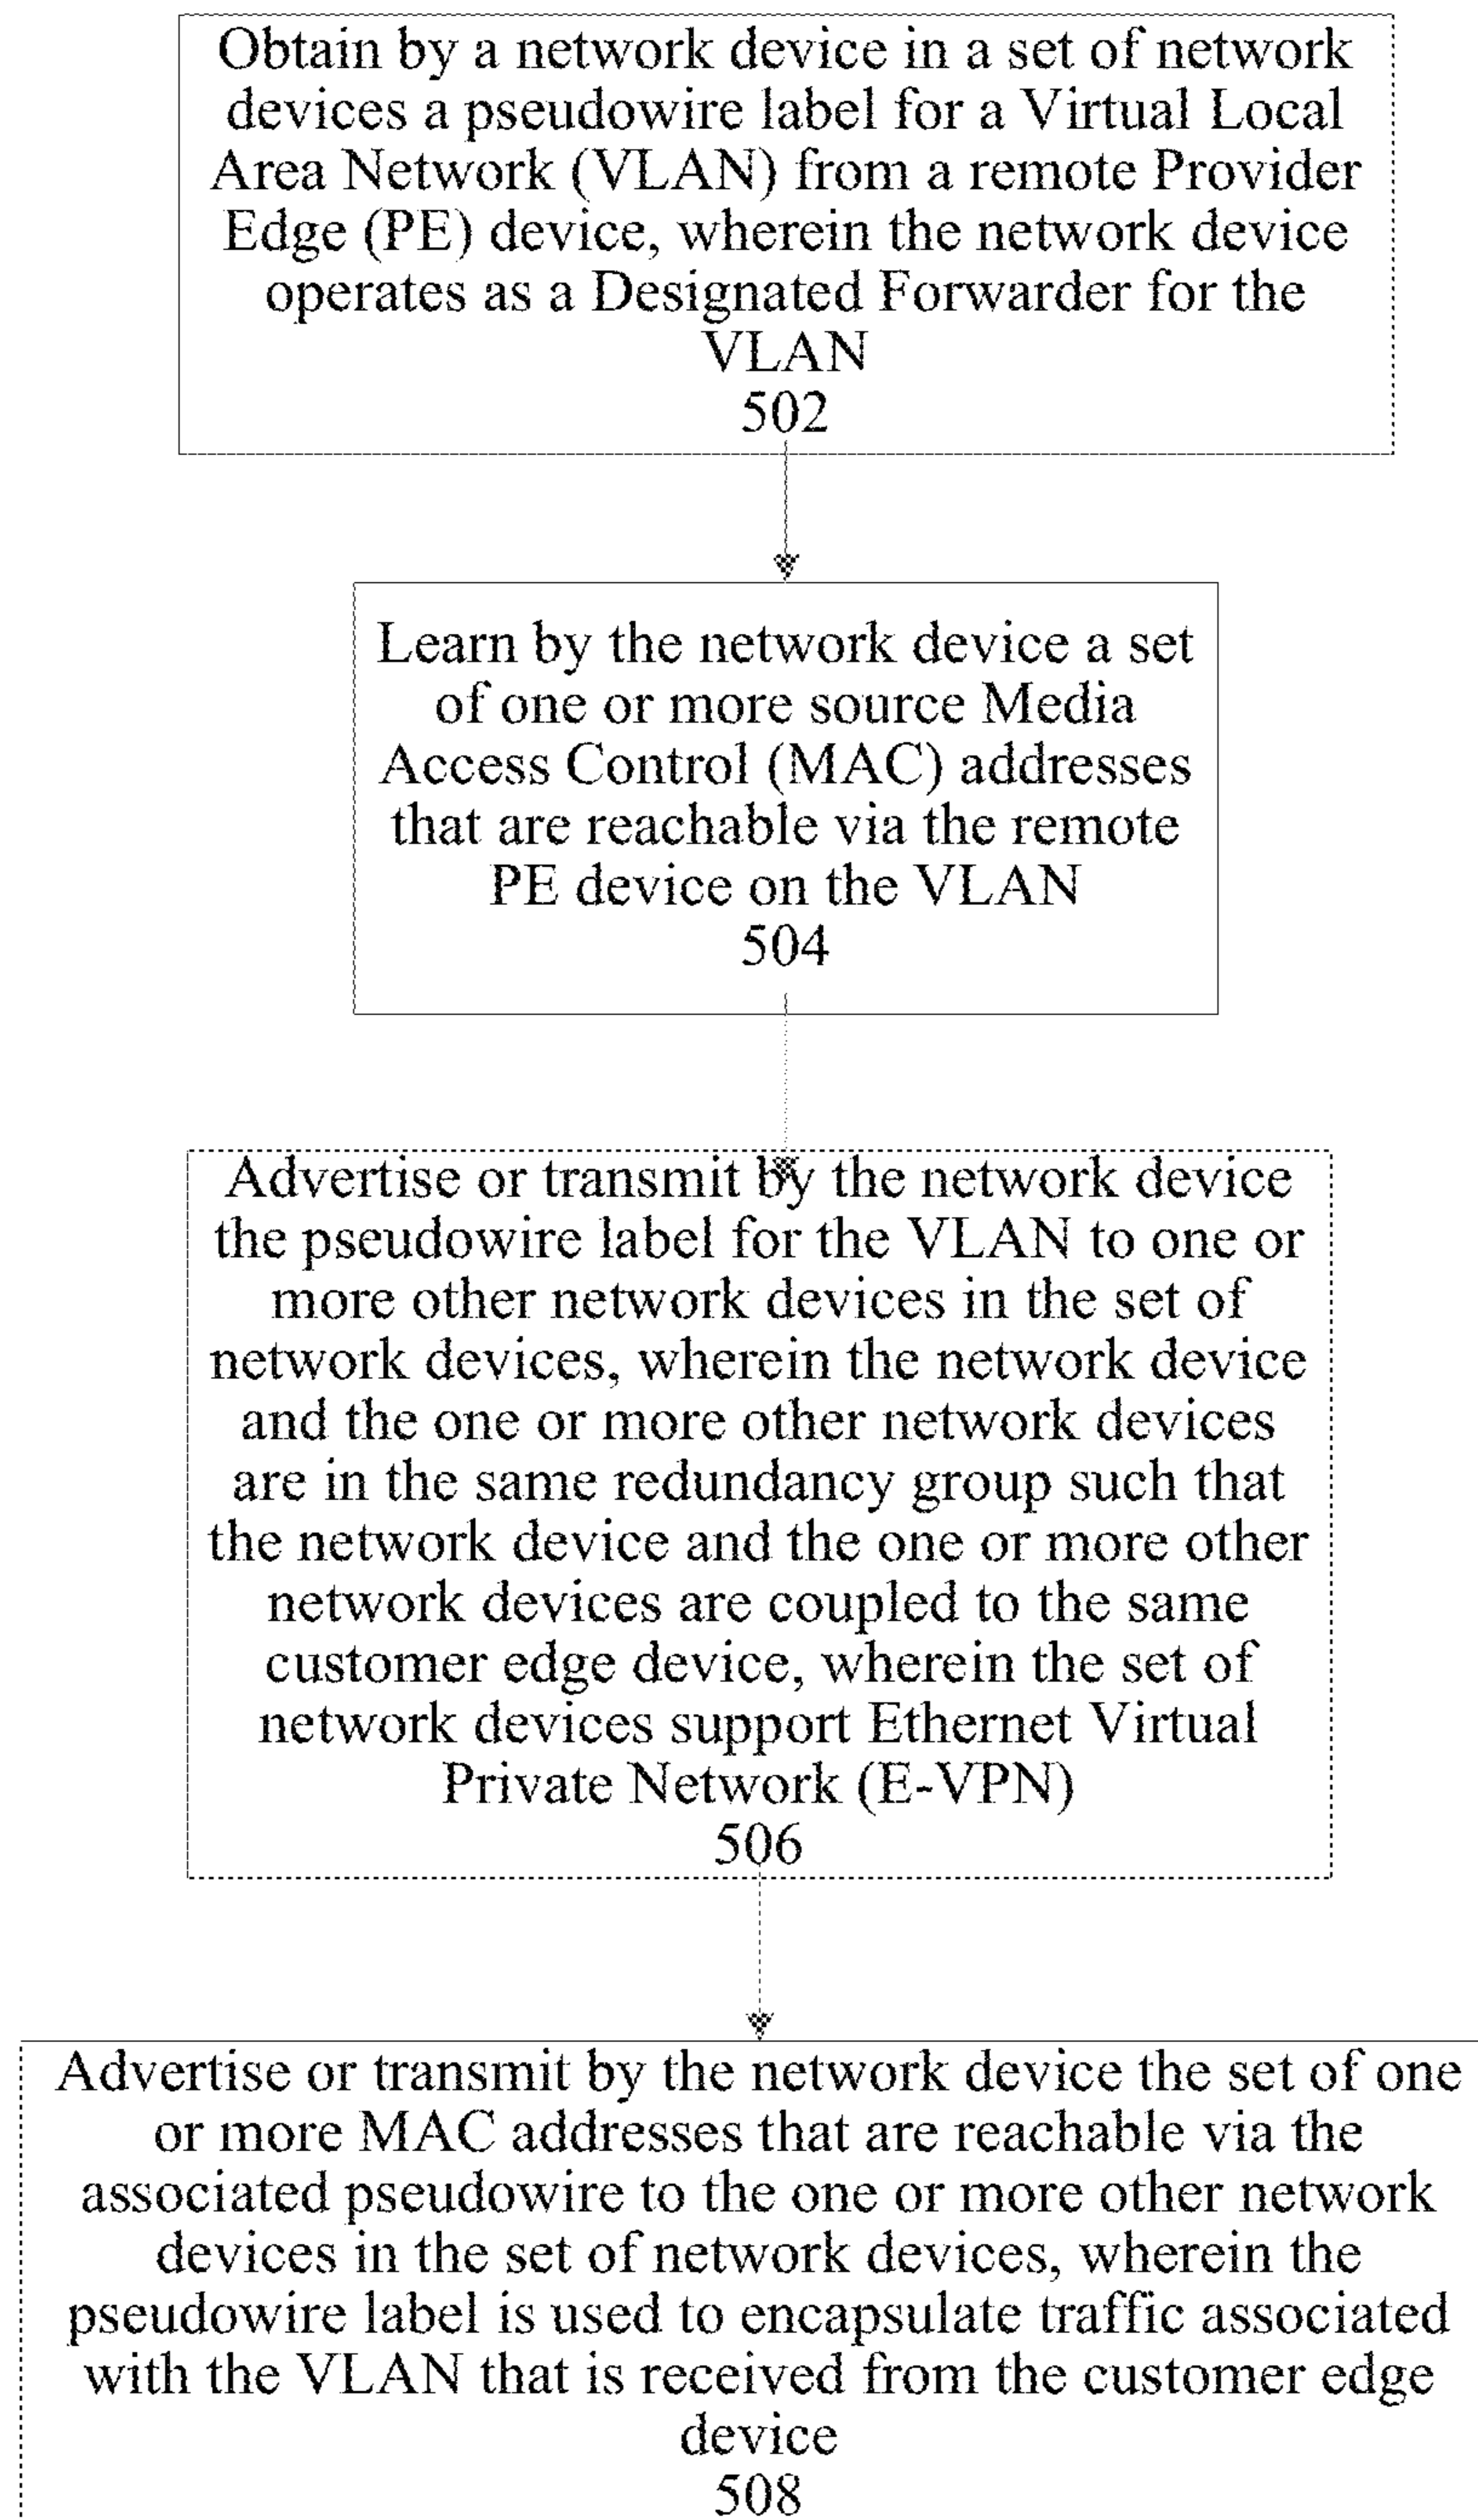 Obtain by a network device in a set of network
devices a pseudowire label for a Virtual Local
Area Network (VLAN) from a remote Provider
Edge (PE) device, wherein the network device
operates as a Designated Forwarder for the
VLAN
502
Learn by the network device a set
of one or more source Media
Access Control (MAC) addresses
that are reachable via the remote
PE device on the VLAN
504
Advertise or transmit by the network device
the pseudowire label for the VLAN to one or
more other network devices in the set of
network devices, wherein the network device
and the one or more other network devices
are in the same redundancy group such that
the network device and the one or more other
network devices are coupled to the same
customer edge device, wherein the set of
network devices support Ethernet Virtual
Private Network (E-VPN)
506
Advertise or transmit by the network device the set of one
or more MAC addresses that are reachable via the
associated pseudowire to the one or more other network
devices in the set of network devices, wherein the
pseudowire label is used to encapsulate traffic associated
with the VLAN that is received from the customer edge
device
508